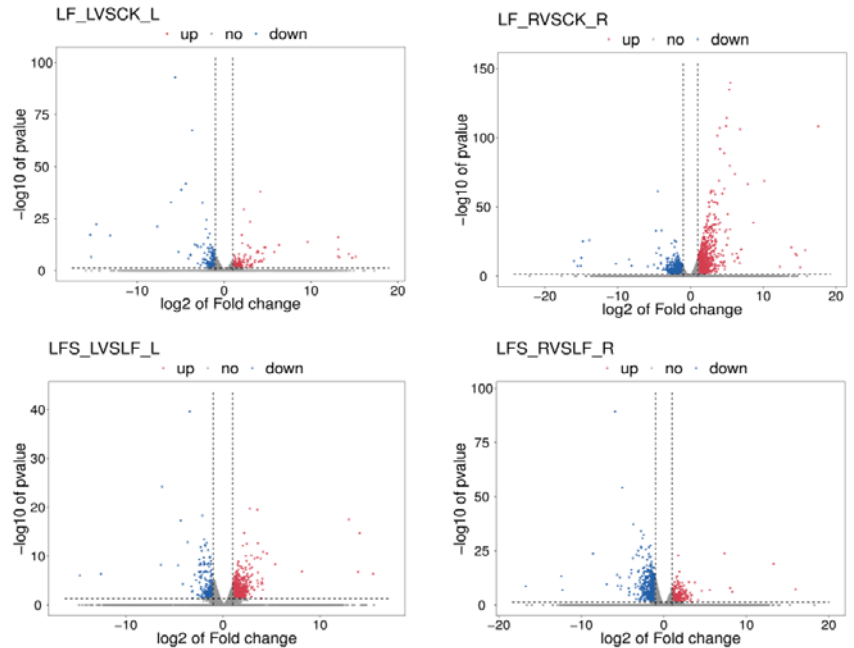 LF_LVSCK_L
up no down
100
75
50
25
0
−10 0 10 20
−log10 of pvalue
log2 of Fold change
LF_RVSCK_R
up no down
150
100
50
0
−20 −10 0 10 20
−log10 of pvalue
log2 of Fold change
LFS_LVSLF_L
up no down
40
30
20
10
0
−10 0 10
−log10 of pvalue
log2 of Fold change
LFS_RVSLF_R
up no down
100
75
50
25
0
−20 −10 0 10 20
−log10 of pvalue
log2 of Fold change